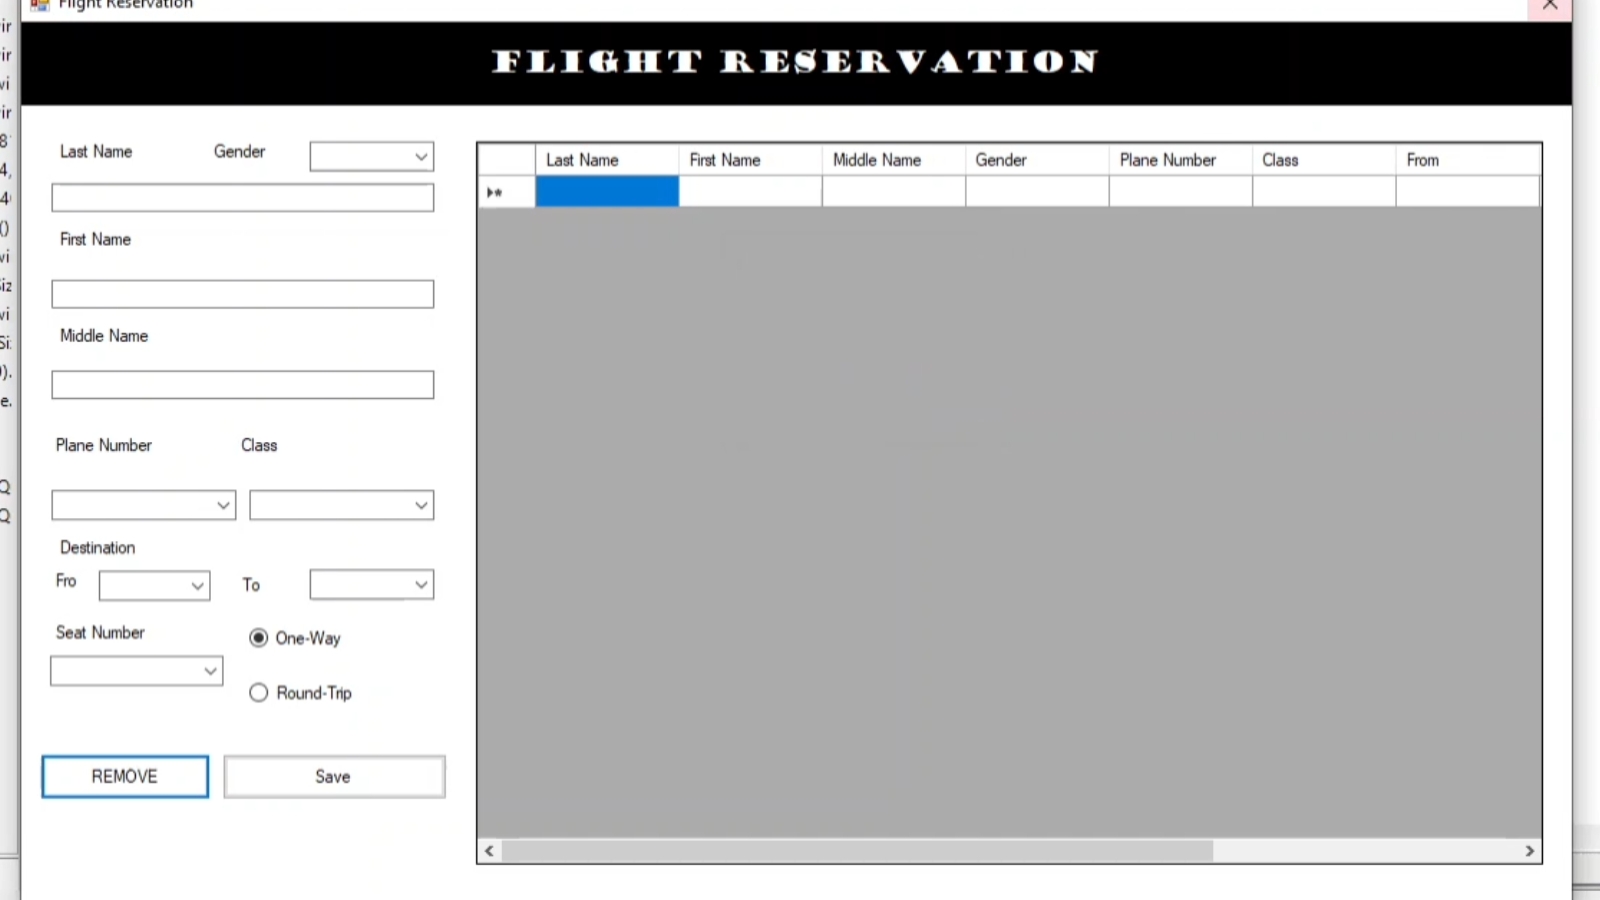 Flight Reservation
FLIGHT RESERVATION
Last Name Gender
First Name
Middle Name
Plane Number Class
Destination
Fro To
Seat Number
One-Way
Round-Trip
REMOVE Save
Last Name First Name Middle Name Gender Plane Number Class From